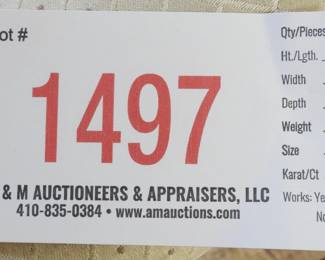 ot #
1497
& M AUCTIONEERS & APPRAISERS, LLC
410-835-0384 • www.amauctions.com
Qty/Pieces
Ht./Lgth.
Width
Depth
Weight
Size
Karat/Ct
Works: Ye
No